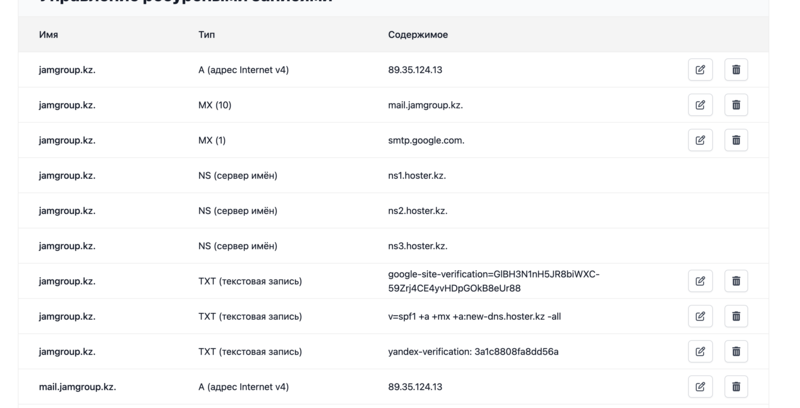 Управление ресурсными записями
Имя Тип Содержимое
jamgroup.kz. A (адрес Internet v4) 89.35.124.13
jamgroup.kz. MX (10) mail.jamgroup.kz.
jamgroup.kz. MX (1) smtp.google.com.
jamgroup.kz. NS (сервер имён) ns1.hoster.kz.
jamgroup.kz. NS (сервер имён) ns2.hoster.kz.
jamgroup.kz. NS (сервер имён) ns3.hoster.kz.
jamgroup.kz. TXT (текстовая запись) google-site-verification=GlBH3N1nH5JR8biWXC-
59Zrj4CE4yvHDpGOkB8eUr88
jamgroup.kz. TXT (текстовая запись) v=spf1 +a +mx +a:new-dns.hoster.kz -all
jamgroup.kz. TXT (текстовая запись) yandex-verification: 3a1c8808fa8dd56a
mail.jamgroup.kz. A (адрес Internet v4) 89.35.124.13